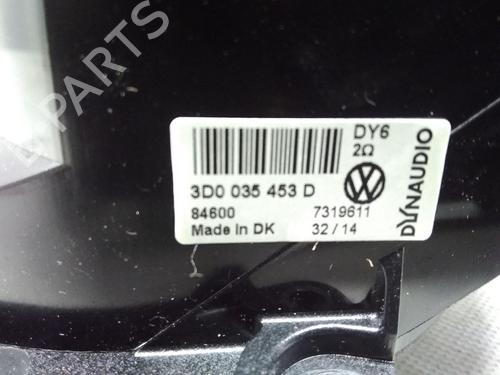 B-PARTS
DY6
2Ω
3D0 035 453 D
84600 7319611
Made In DK 32/14
DYNAUDIO